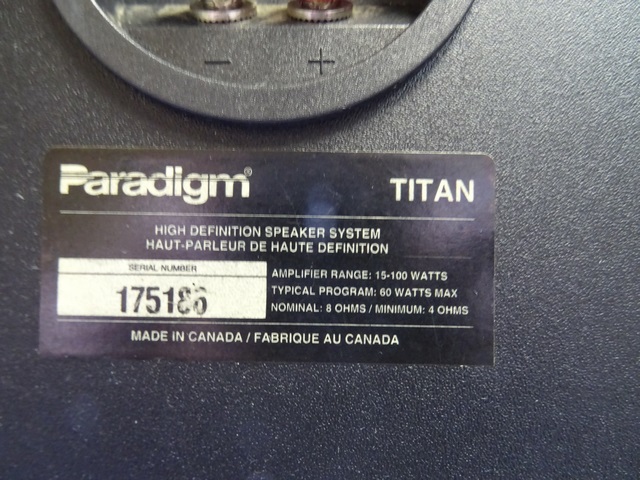 − +
Paradigm® TITAN
HIGH DEFINITION SPEAKER SYSTEM
HAUT-PARLEUR DE HAUTE DEFINITION
SERIAL NUMBER
175186
AMPLIFIER RANGE: 15-100 WATTS
TYPICAL PROGRAM: 60 WATTS MAX
NOMINAL: 8 OHMS / MINIMUM: 4 OHMS
MADE IN CANADA / FABRIQUE AU CANADA